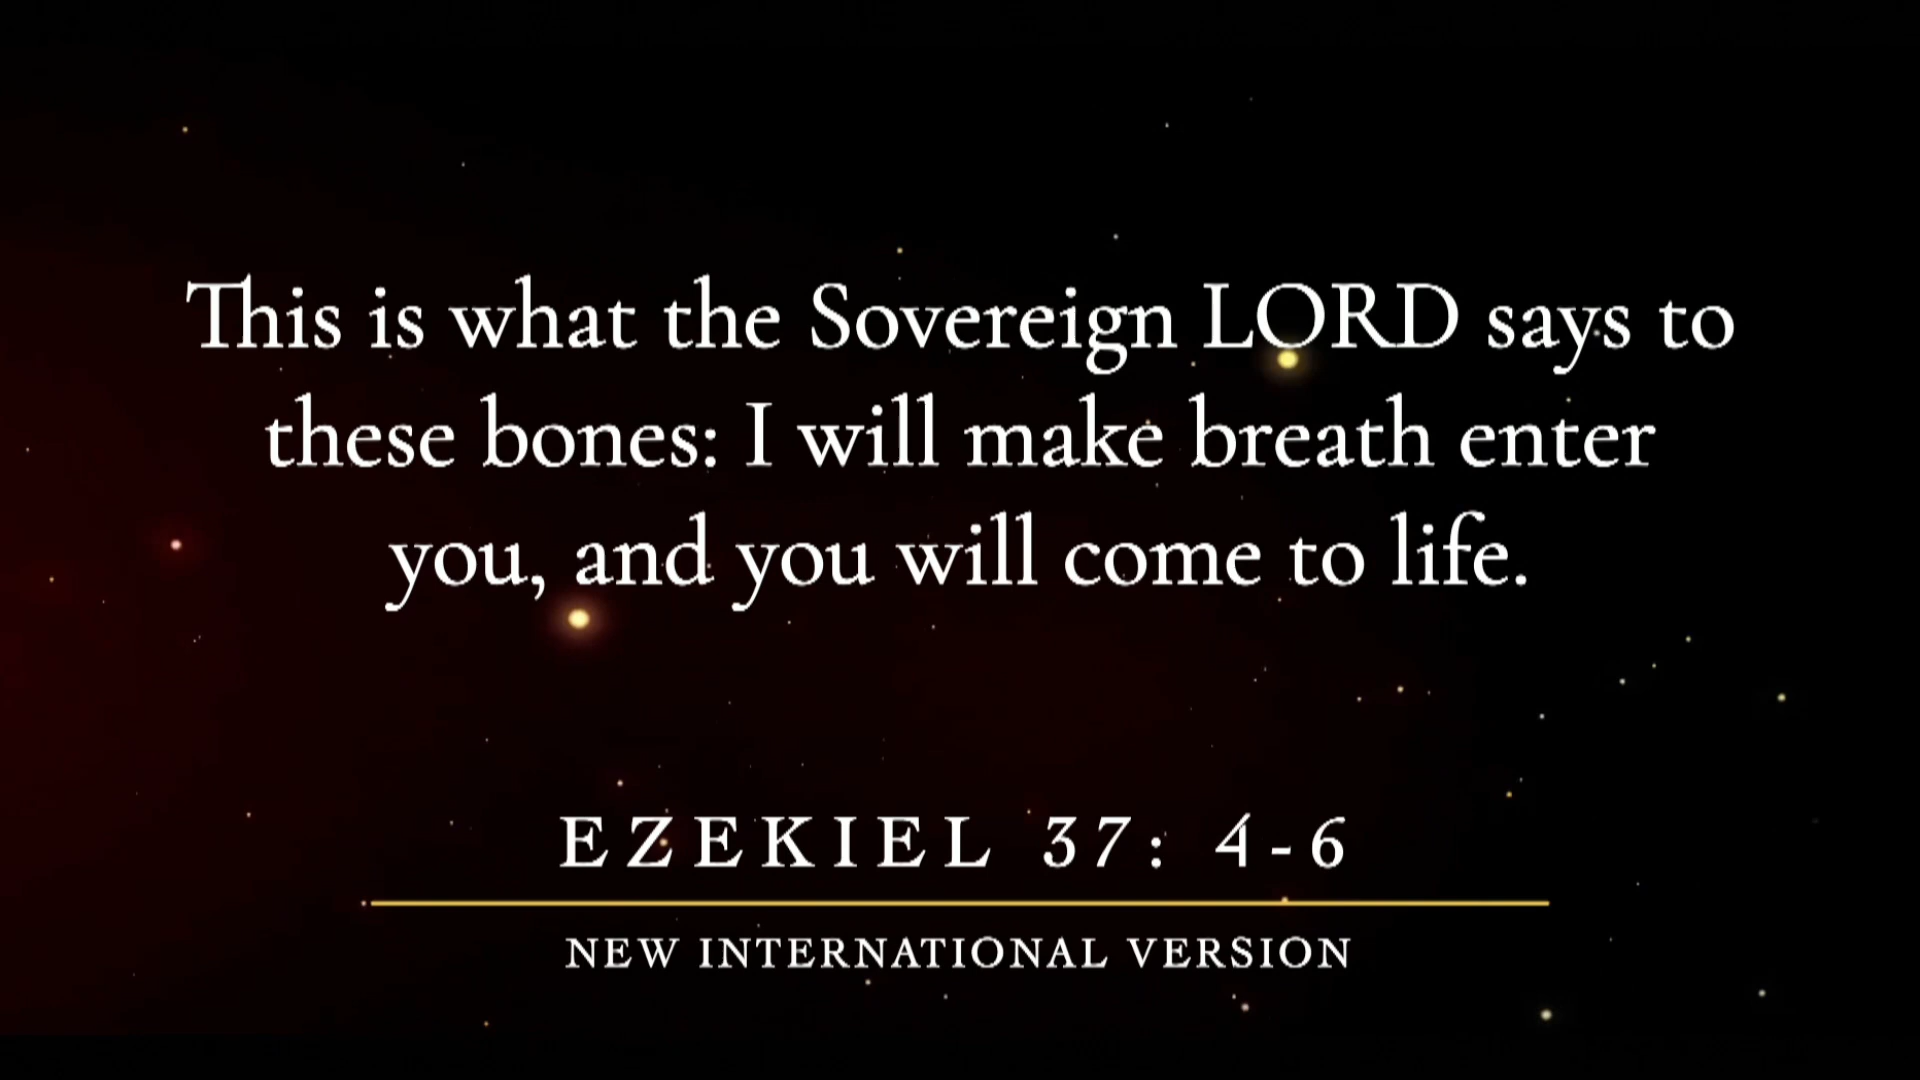 This is what the Sovereign LORD says to
these bones: I will make breath enter
you, and you will come to life.
EZEKIEL 37: 4-6
NEW INTERNATIONAL VERSION